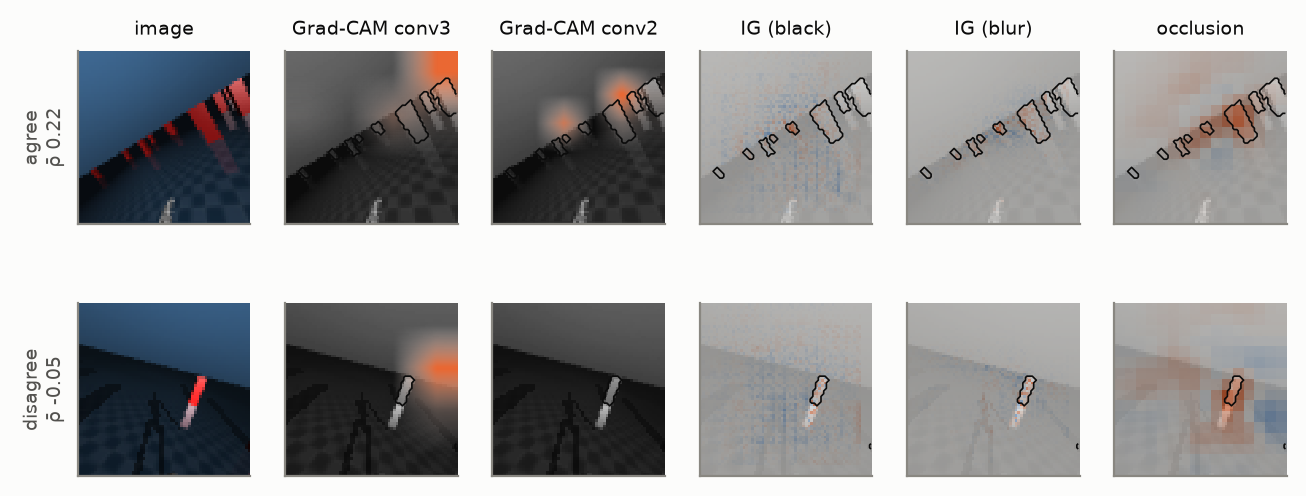 image
Grad-CAM conv3
Grad-CAM conv2
IG (black)
IG (blur)
occlusion
agree
ρ̄ 0.22
disagree
ρ̄ -0.05